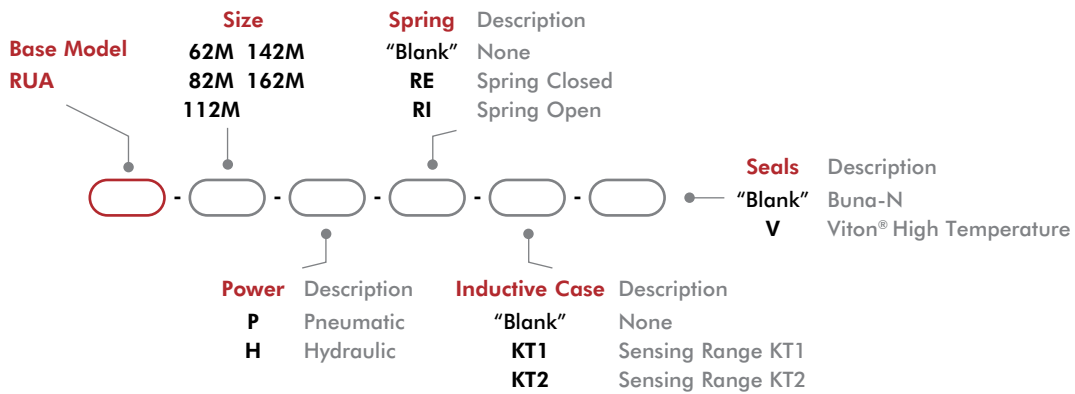 Size
Spring Description
Base Model
62M 142M
"Blank" None
RUA
82M 162M
RE Spring Closed
112M
RI Spring Open
Seals Description
- - - - -
"Blank" Buna-N
V Viton® High Temperature
Power Description
Inductive Case Description
P Pneumatic
"Blank" None
H Hydraulic
KT1 Sensing Range KT1
KT2 Sensing Range KT2